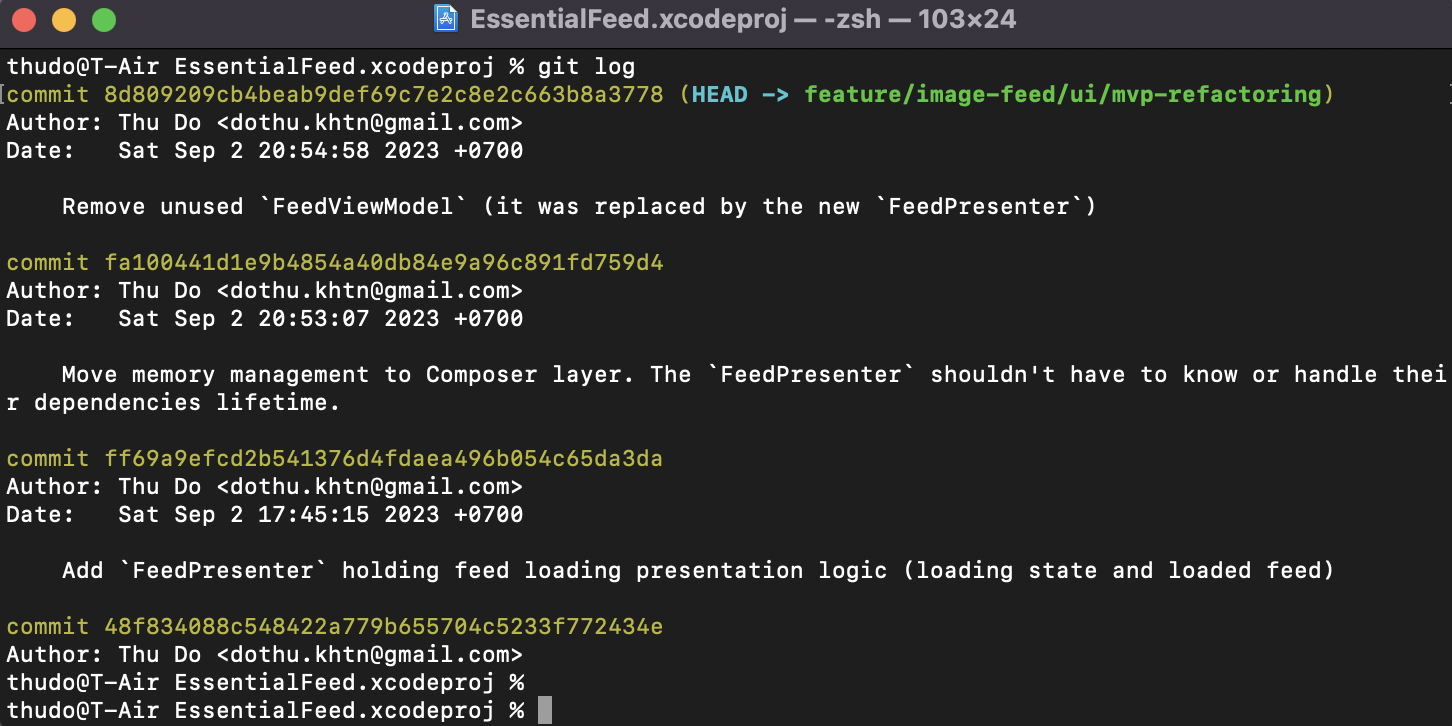 EssentialFeed.xcodeproj — -zsh — 103×24
thudo@T-Air EssentialFeed.xcodeproj % git log
commit 8d809209cb4beab9def69c7e2c8e2c663b8a3778 (HEAD -> feature/image-feed/ui/mvp-refactoring)
Author: Thu Do <dothu.khtn@gmail.com>
Date:   Sat Sep 2 20:54:58 2023 +0700
    Remove unused `FeedViewModel` (it was replaced by the new `FeedPresenter`)
commit fa100441d1e9b4854a40db84e9a96c891fd759d4
Author: Thu Do <dothu.khtn@gmail.com>
Date:   Sat Sep 2 20:53:07 2023 +0700
    Move memory management to Composer layer. The `FeedPresenter` shouldn't have to know or handle thei
r dependencies lifetime.
commit ff69a9efcd2b541376d4fdaea496b054c65da3da
Author: Thu Do <dothu.khtn@gmail.com>
Date:   Sat Sep 2 17:45:15 2023 +0700
    Add `FeedPresenter` holding feed loading presentation logic (loading state and loaded feed)
commit 48f834088c548422a779b655704c5233f772434e
Author: Thu Do <dothu.khtn@gmail.com>
thudo@T-Air EssentialFeed.xcodeproj %
thudo@T-Air EssentialFeed.xcodeproj %